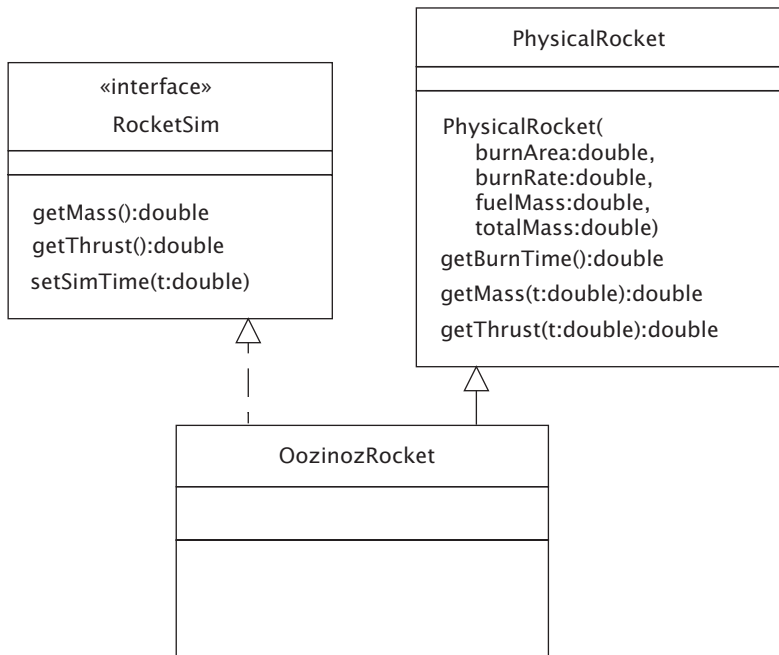 «interface»
RocketSim
getMass():double
getThrust():double
setSimTime(t:double)
PhysicalRocket
PhysicalRocket(
burnArea:double,
burnRate:double,
fuelMass:double,
totalMass:double)
getBurnTime():double
getMass(t:double):double
getThrust(t:double):double
OozinozRocket